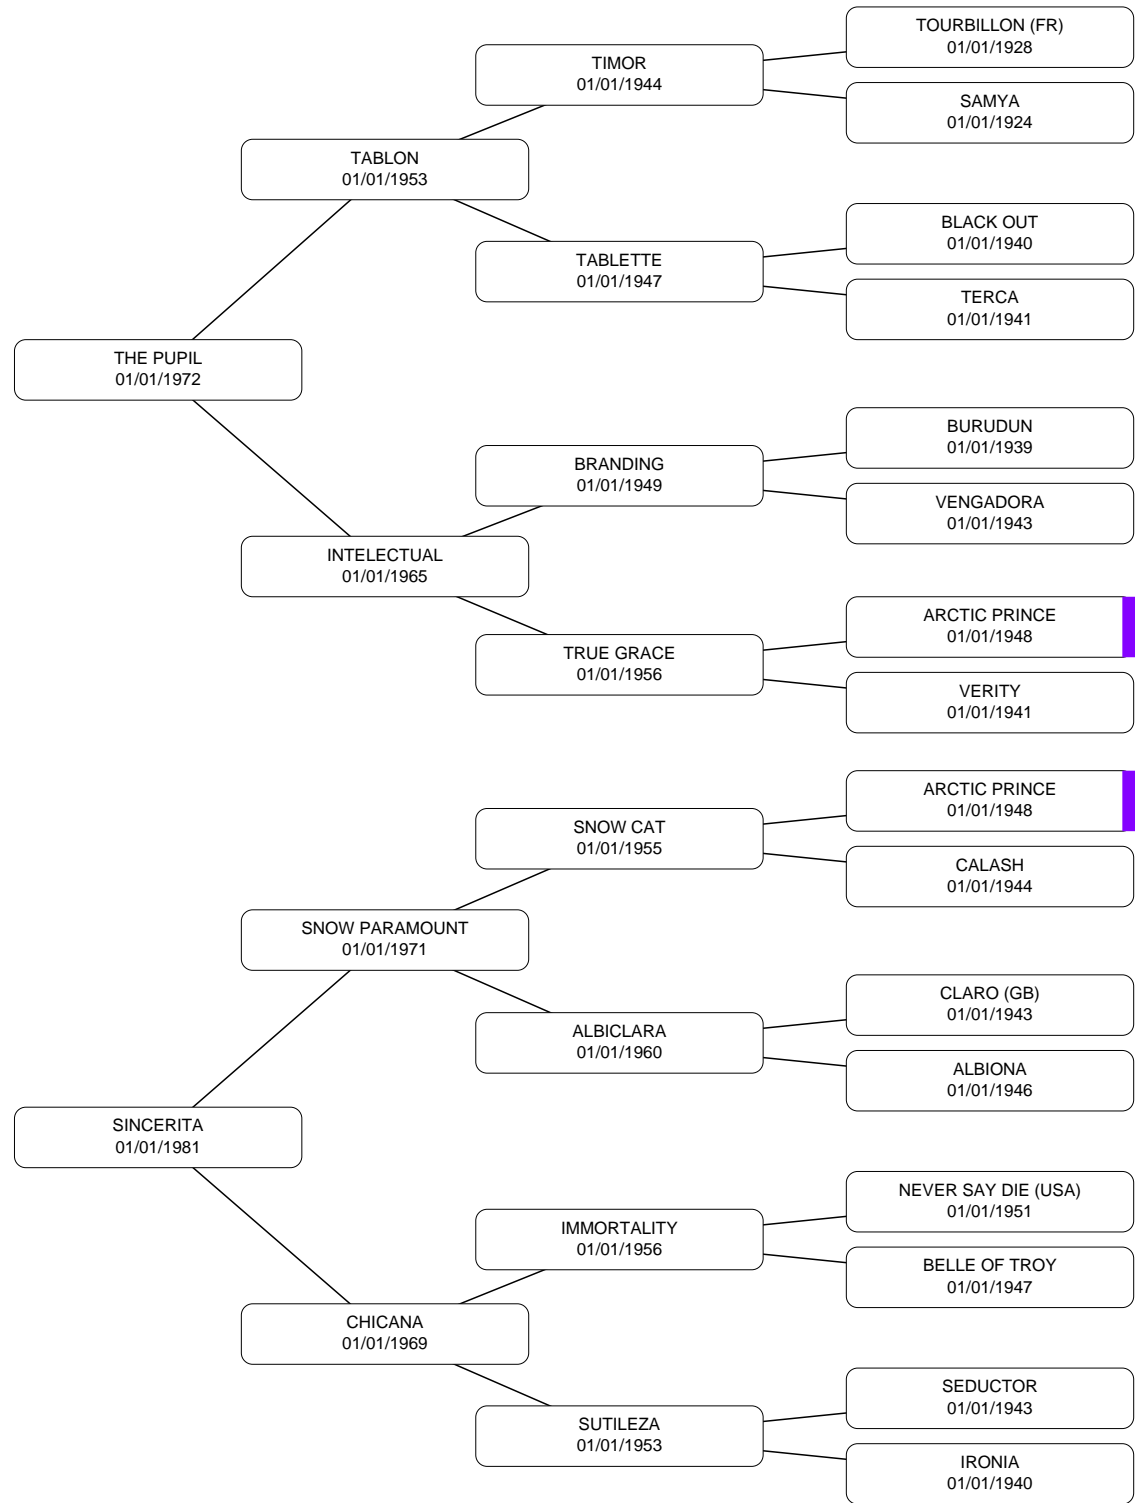 TOURBILLON (FR)
01/01/1928
TIMOR
01/01/1944
SAMYA
01/01/1924
TABLON
01/01/1953
BLACK OUT
01/01/1940
TABLETTE
01/01/1947
TERCA
01/01/1941
THE PUPIL
01/01/1972
BURUDUN
01/01/1939
BRANDING
01/01/1949
VENGADORA
01/01/1943
INTELECTUAL
01/01/1965
ARCTIC PRINCE
01/01/1948
TRUE GRACE
01/01/1956
VERITY
01/01/1941
ARCTIC PRINCE
01/01/1948
SNOW CAT
01/01/1955
CALASH
01/01/1944
SNOW PARAMOUNT
01/01/1971
CLARO (GB)
01/01/1943
ALBICLARA
01/01/1960
ALBIONA
01/01/1946
SINCERITA
01/01/1981
NEVER SAY DIE (USA)
01/01/1951
IMMORTALITY
01/01/1956
BELLE OF TROY
01/01/1947
CHICANA
01/01/1969
SEDUCTOR
01/01/1943
SUTILEZA
01/01/1953
IRONIA
01/01/1940